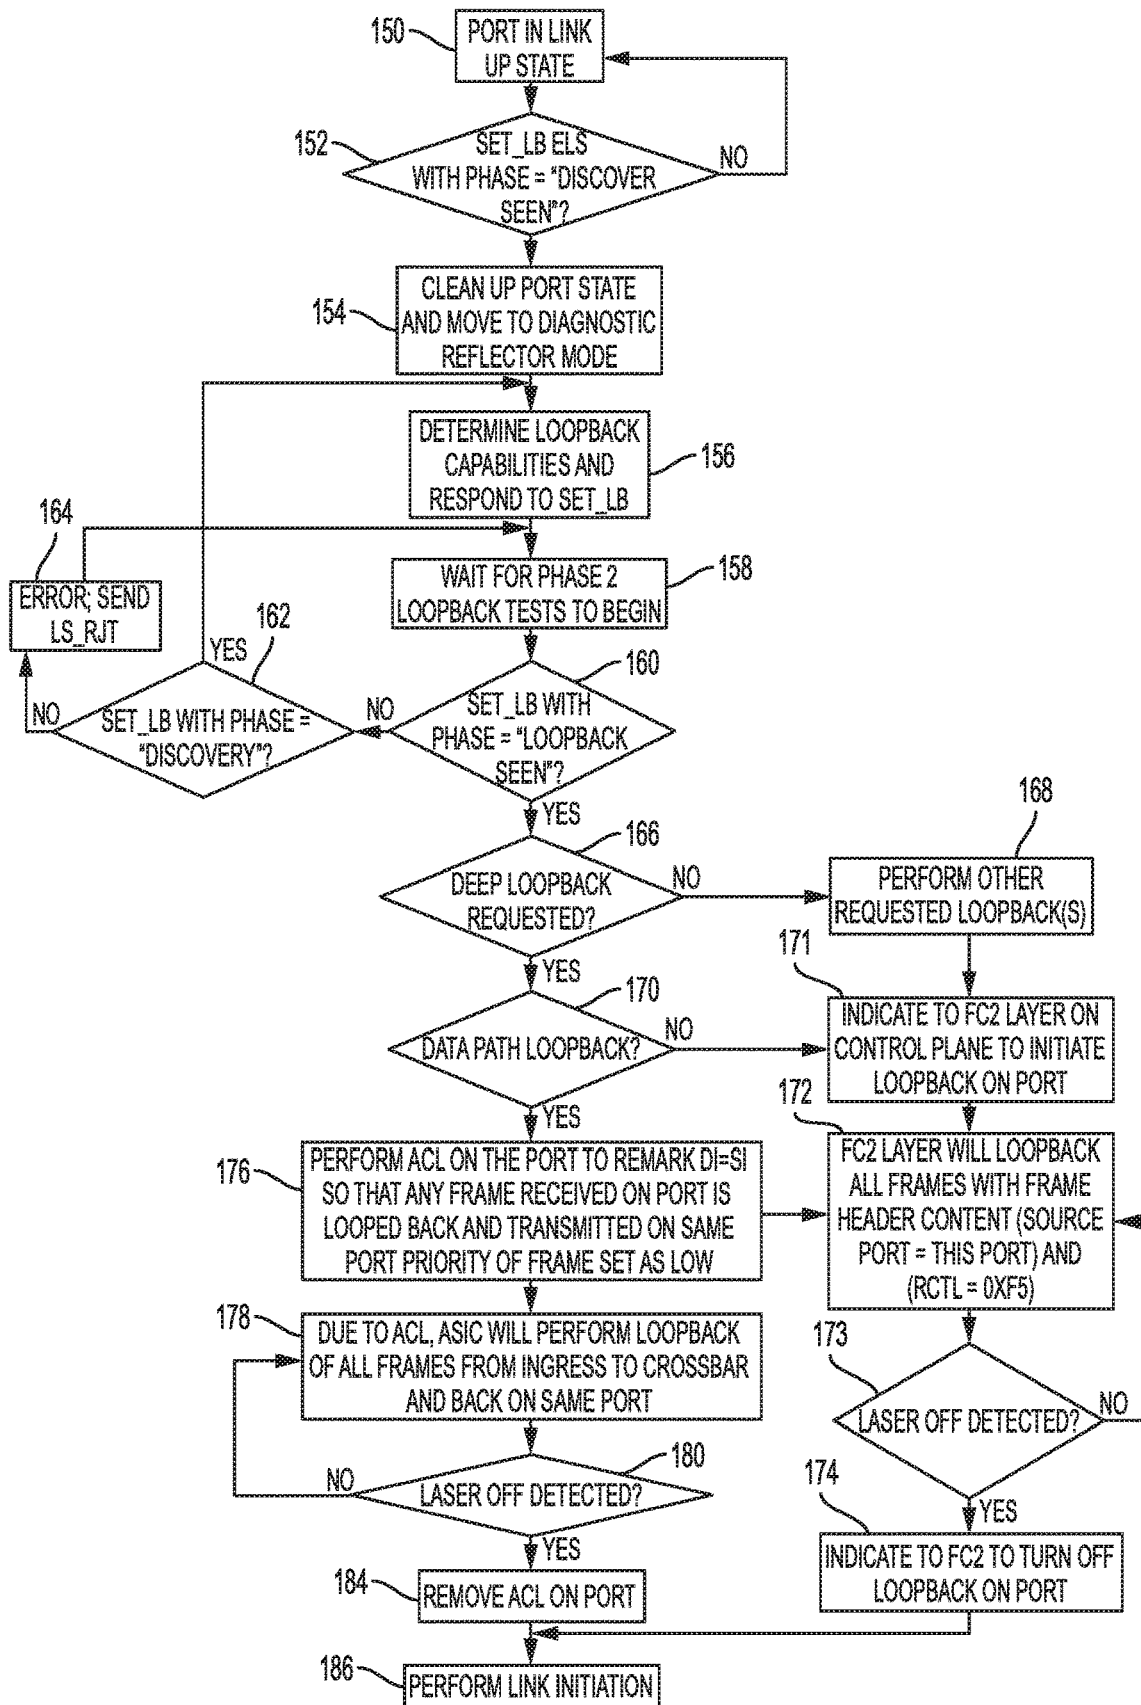 150
PORT IN LINK
UP STATE
152
SET_LB ELS
WITH PHASE = "DISCOVER
SEEN"?
NO
154
CLEAN UP PORT STATE
AND MOVE TO DIAGNOSTIC
REFLECTOR MODE
DETERMINE LOOPBACK
CAPABILITIES AND
RESPOND TO SET_LB
156
164
ERROR; SEND
LS_RJT
WAIT FOR PHASE 2
LOOPBACK TESTS TO BEGIN
158
162
YES
NO
SET_LB WITH PHASE =
"DISCOVERY"?
160
NO
SET_LB WITH
PHASE = "LOOPBACK
SEEN"?
YES
166
DEEP LOOPBACK
REQUESTED?
NO
168
PERFORM OTHER
REQUESTED LOOPBACK(S)
YES
170
DATA PATH LOOPBACK?
NO
171
INDICATE TO FC2 LAYER ON
CONTROL PLANE TO INITIATE
LOOPBACK ON PORT
YES
172
FC2 LAYER WILL LOOPBACK
ALL FRAMES WITH FRAME
HEADER CONTENT (SOURCE
PORT = THIS PORT) AND
(RCTL = 0XF5)
176
PERFORM ACL ON THE PORT TO REMARK DI=SI
SO THAT ANY FRAME RECEIVED ON PORT IS
LOOPED BACK AND TRANSMITTED ON SAME
PORT PRIORITY OF FRAME SET AS LOW
178
DUE TO ACL, ASIC WILL PERFORM LOOPBACK
OF ALL FRAMES FROM INGRESS TO CROSSBAR
AND BACK ON SAME PORT
173
LASER OFF DETECTED?
NO
180
NO
LASER OFF DETECTED?
YES
174
YES
INDICATE TO FC2 TO TURN OFF
LOOPBACK ON PORT
184
REMOVE ACL ON PORT
186
PERFORM LINK INITIATION